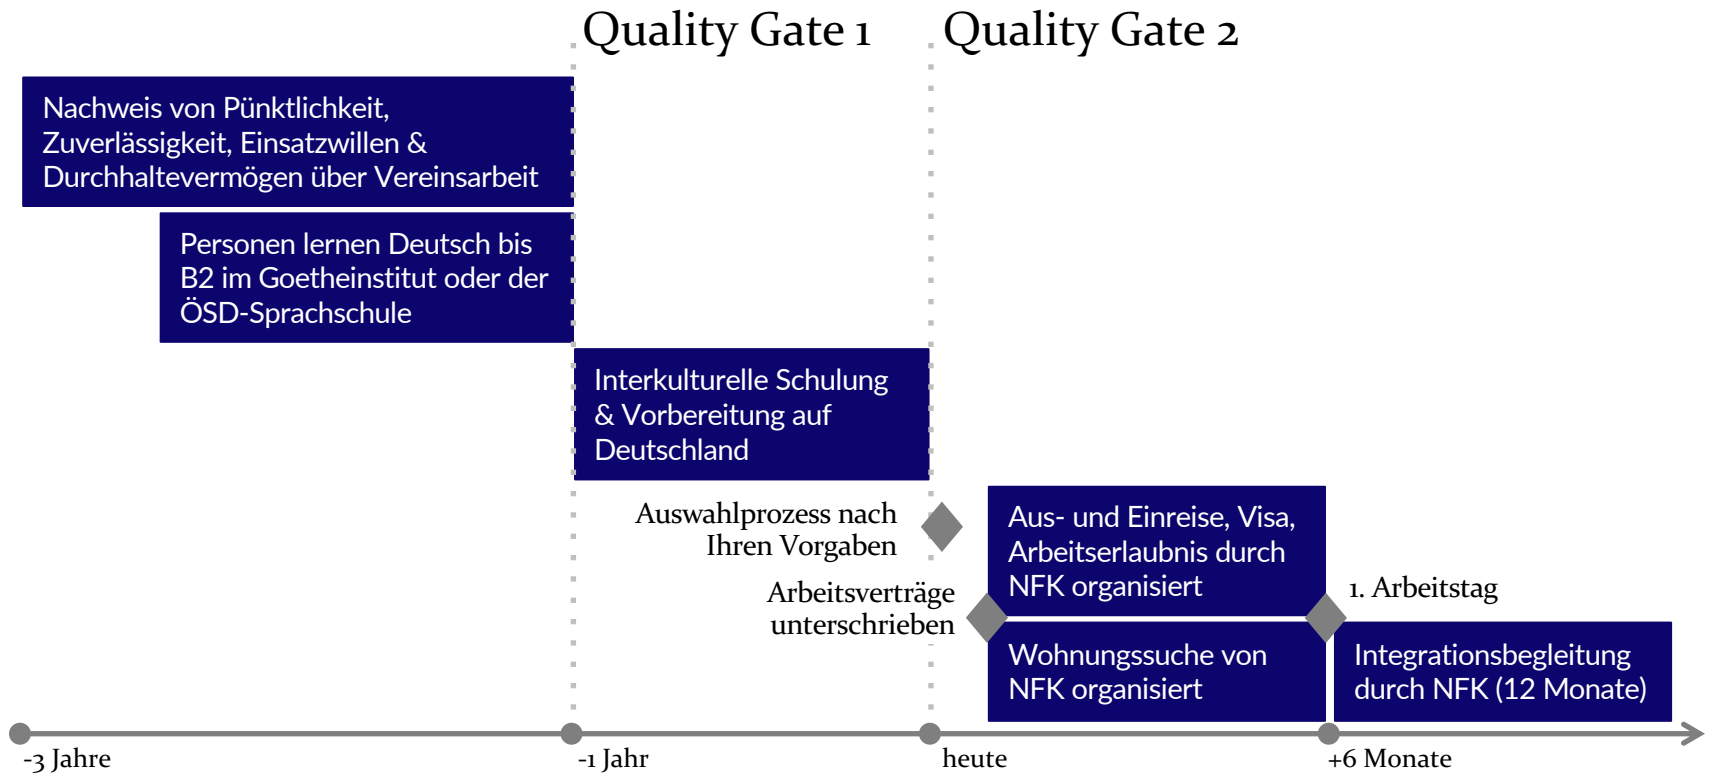 Quality Gate 1
Quality Gate 2
Nachweis von Pünktlichkeit,
Zuverlässigkeit, Einsatzwillen &
Durchhaltevermögen über Vereinsarbeit
Personen lernen Deutsch bis
B2 im Goetheinstitut oder der
ÖSD-Sprachschule
Interkulturelle Schulung
& Vorbereitung auf
Deutschland
Auswahlprozess nach
Ihren Vorgaben
Aus- und Einreise, Visa,
Arbeitserlaubnis durch
NFK organisiert
Arbeitsverträge
unterschrieben
1. Arbeitstag
Wohnungssuche von
NFK organisiert
Integrationsbegleitung
durch NFK (12 Monate)
-3 Jahre
-1 Jahr
heute
+6 Monate